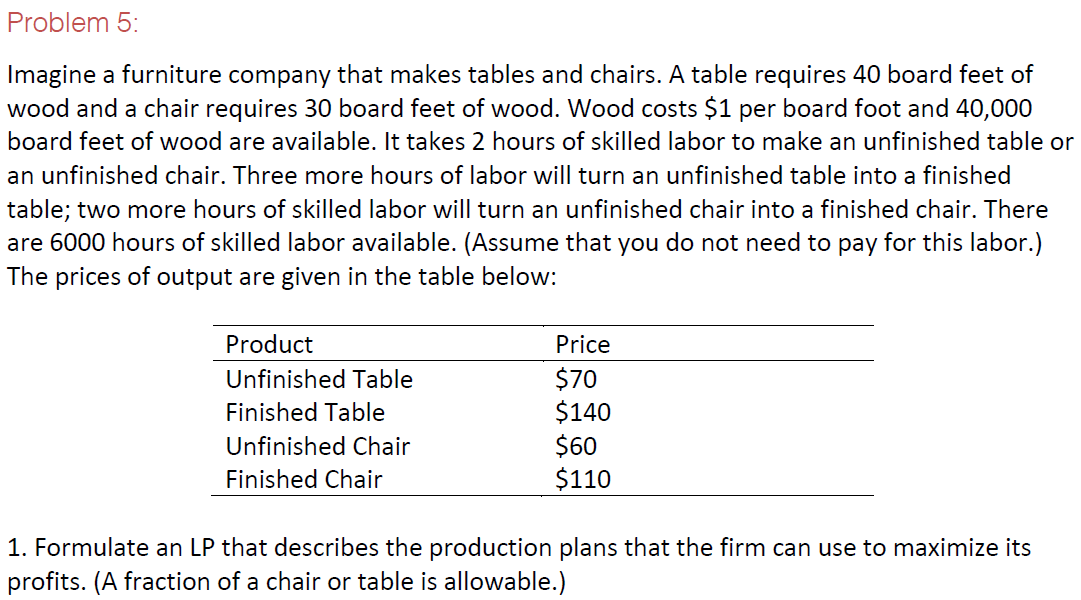 Problem 5:
Imagine a furniture company that makes tables and chairs. A table requires 40 board feet of
wood and a chair requires 30 board feet of wood. Wood costs $1 per board foot and 40,000
board feet of wood are available. It takes 2 hours of skilled labor to make an unfinished table or
an unfinished chair. Three more hours of labor will turn an unfinished table into a finished
table; two more hours of skilled labor will turn an unfinished chair into a finished chair. There
are 6000 hours of skilled labor available. (Assume that you do not need to pay for this labor.)
The prices of output are given in the table below:
Product Price
Unfinished Table $70
Finished Table $140
Unfinished Chair $60
Finished Chair $110
1. Formulate an LP that describes the production plans that the firm can use to maximize its
profits. (A fraction of a chair or table is allowable.)